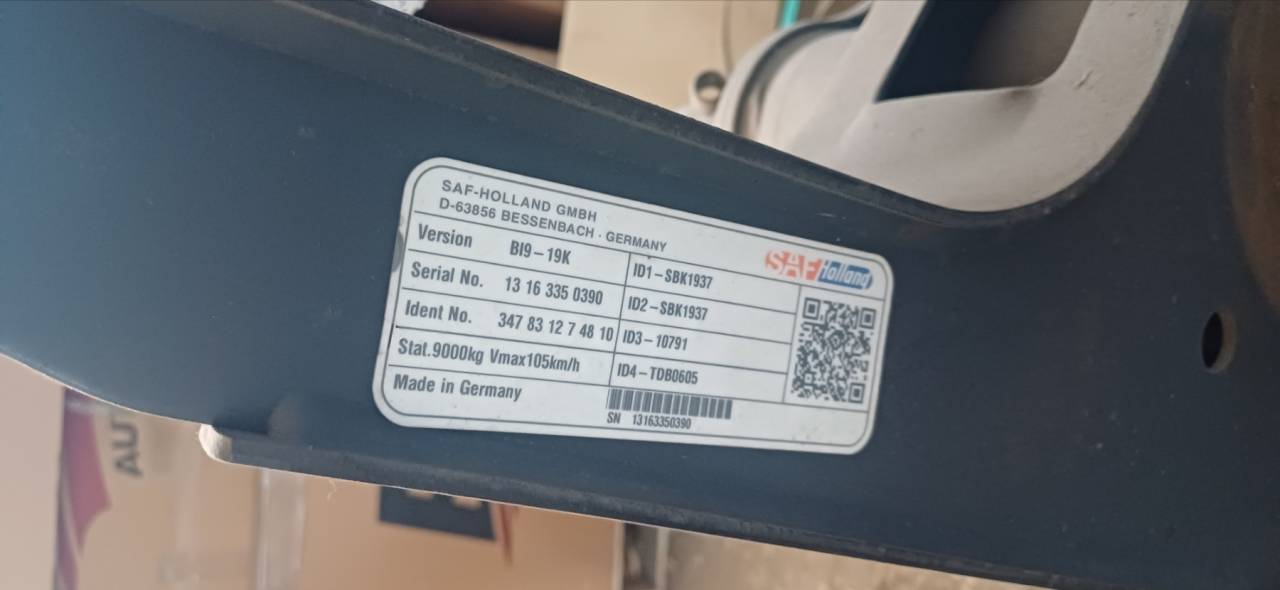 SAF-HOLLAND GMBH
D-63856 BESSENBACH · GERMANY
SAF Holland
Version BI9-19K
Serial No. 13 16 335 0390
Ident No. 347 83 12 7 48 10
Stat.9000kg Vmax105km/h
Made in Germany
ID1-SBK1937
ID2-SBK1937
ID3-10791
ID4-TDB0605
SN 13163350390
AU